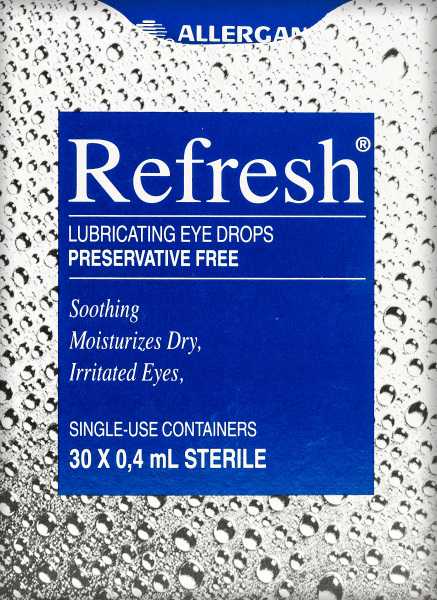 ALLERGAN
Refresh®
LUBRICATING EYE DROPS
PRESERVATIVE FREE
Soothing
Moisturizes Dry,
Irritated Eyes,
SINGLE-USE CONTAINERS
30 X 0,4 mL STERILE